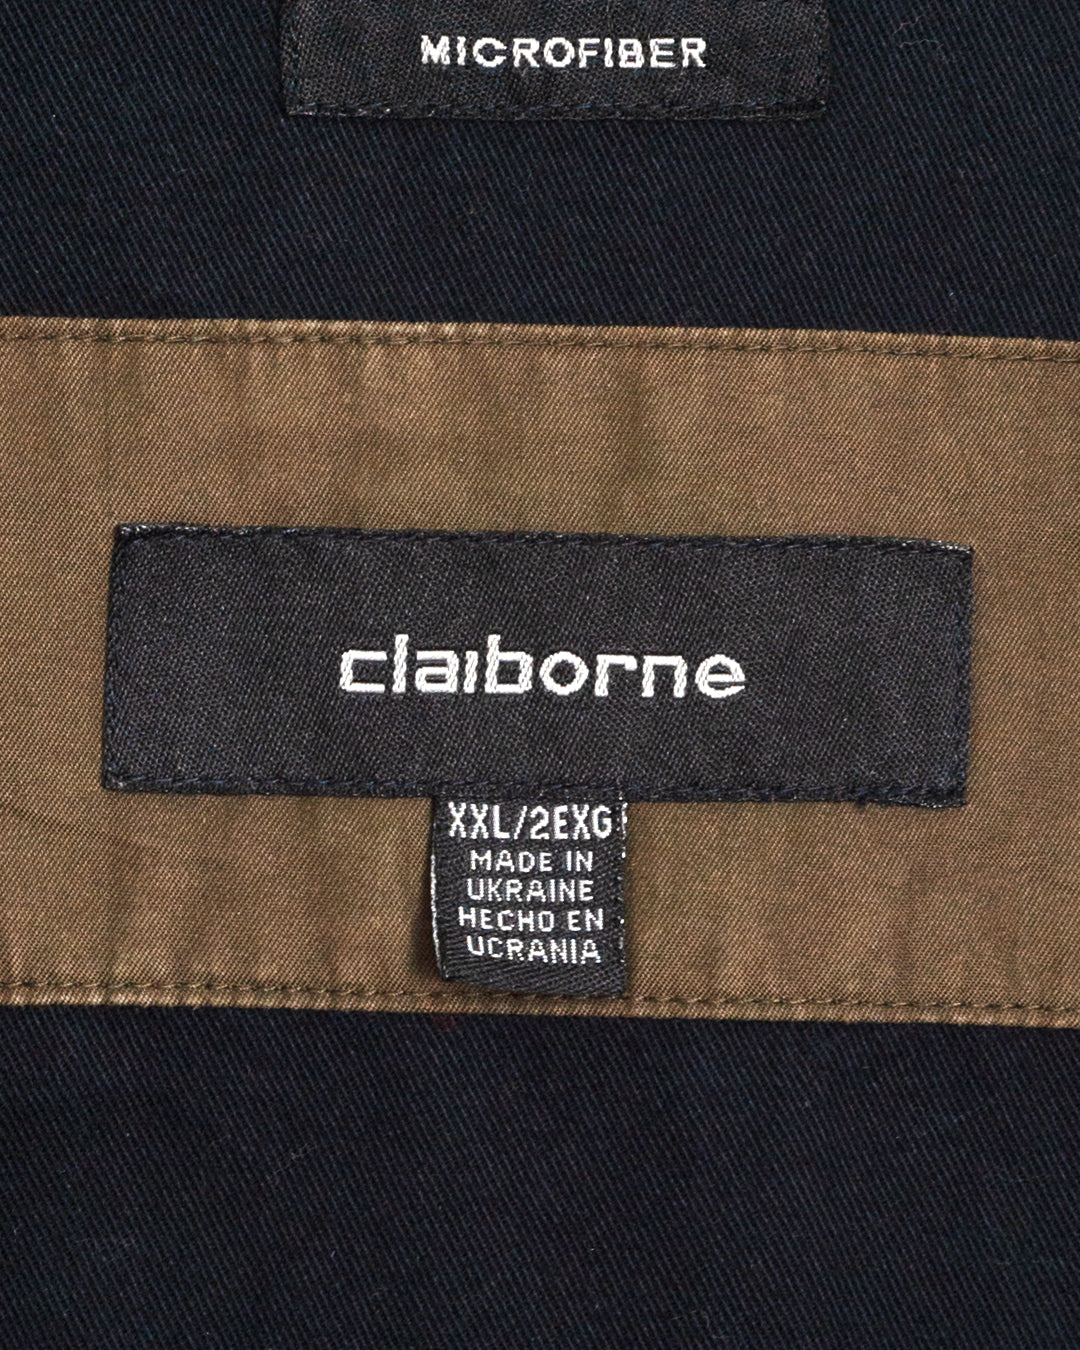 MICROFIBER
claiborne
XXL/2EXG
MADE IN
UKRAINE
HECHO EN
UCRANIA